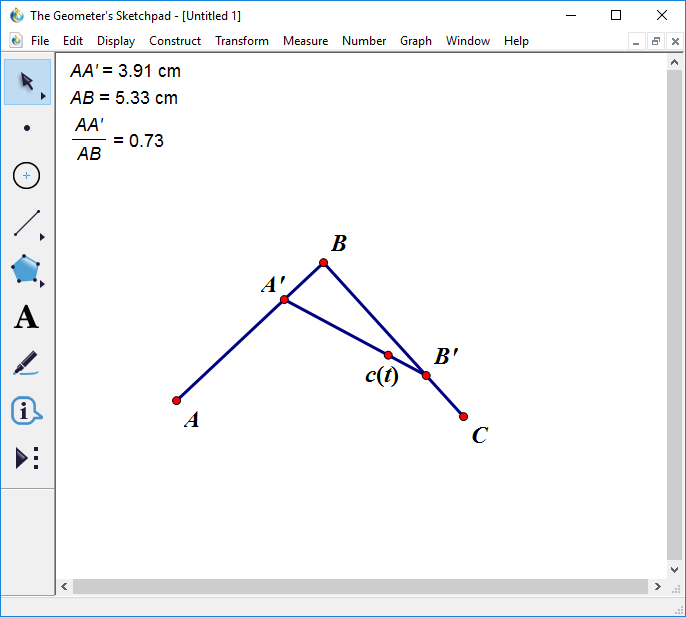 The Geometer's Sketchpad - [Untitled 1]
File Edit Display Construct Transform Measure Number Graph Window Help
AA' = 3.91 cm
AB = 5.33 cm
AA'
AB
= 0.73
B
A'
B'
c(t)
A
C
A
i